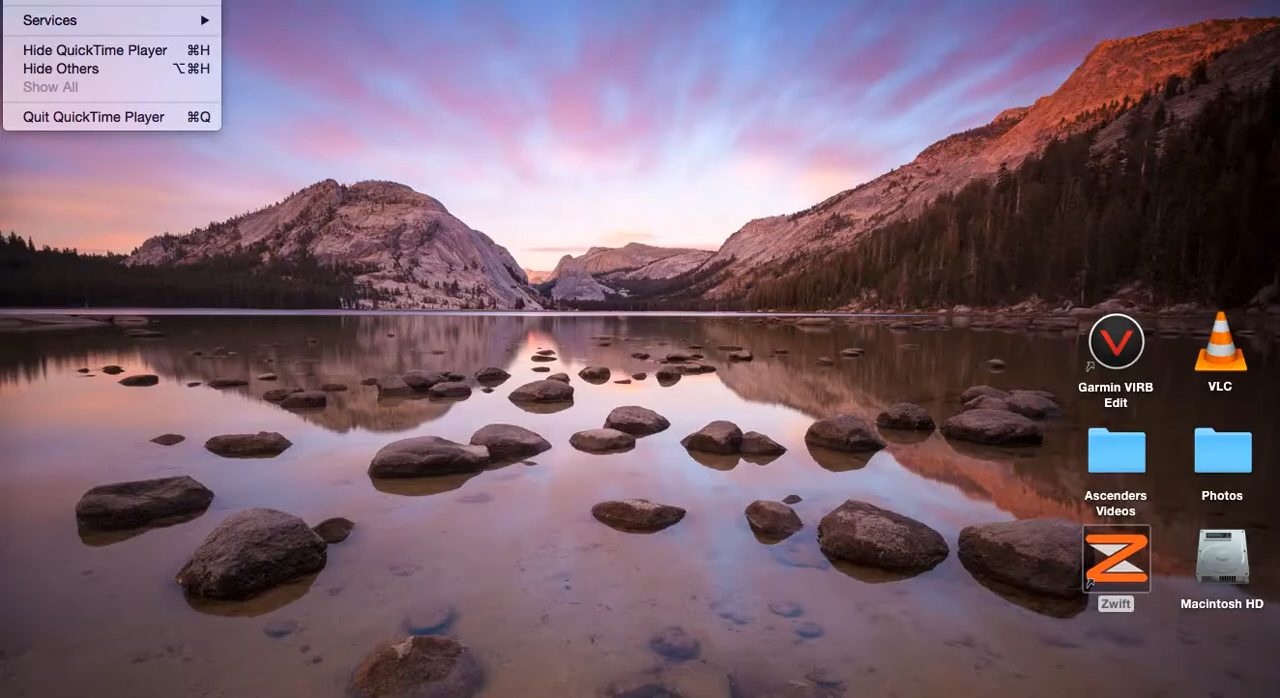 Services
Hide QuickTime Player ⌘H
Hide Others ⌥⌘H
Show All
Quit QuickTime Player ⌘Q
Garmin VIRB
Edit
VLC
Ascenders
Videos
Photos
Zwift
Macintosh HD